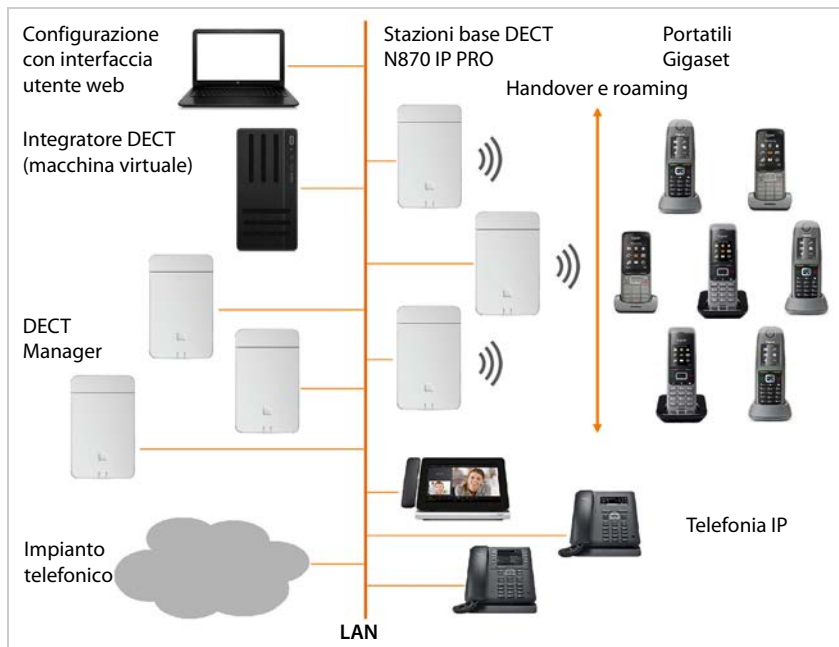 Configurazione
con interfaccia
utente web
Stazioni base DECT
N870 IP PRO
Portatili
Gigaset
Handover e roaming
Integratore DECT
(macchina virtuale)
DECT
Manager
Telefonia IP
Impianto
telefonico
LAN